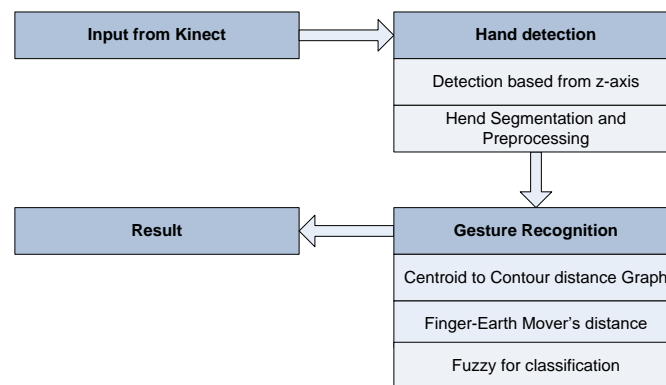 Input from Kinect
Hand detection
Detection based from z-axis
Hend Segmentation and
Preprocessing
Result
Gesture Recognition
Centroid to Contour distance Graph
Finger-Earth Mover's distance
Fuzzy for classification